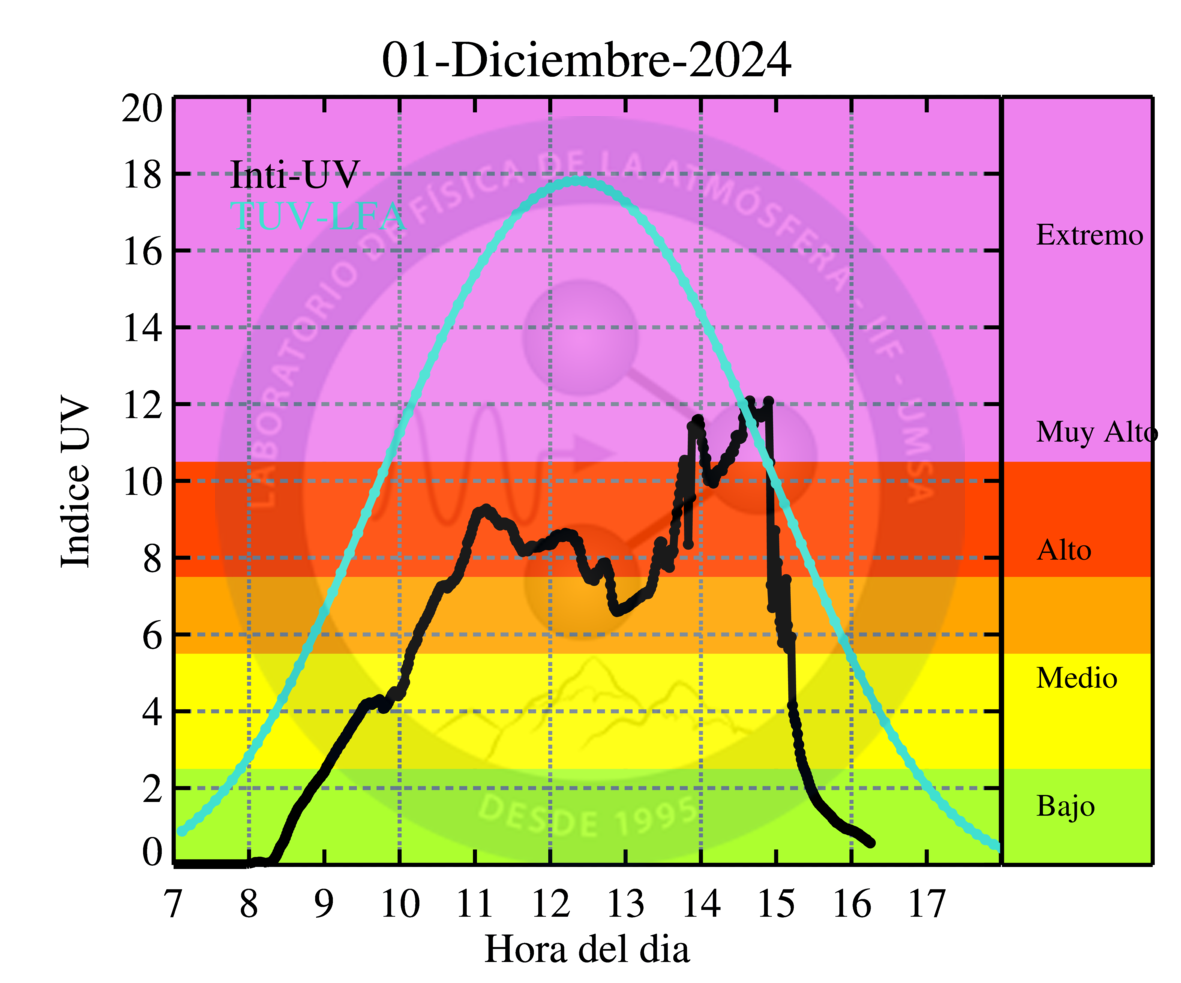 01-Diciembre-2024
20
18
16
14
12
10
8
6
4
2
0
Indice UV
Inti-UV
TUV-LFA
LABORATORIO DE FÍSICA DE LA ATMÓSFERA - IIF - UMSA
DESDE 1995
Extremo
Muy Alto
Alto
Medio
Bajo
7 8 9 10 11 12 13 14 15 16 17
Hora del dia